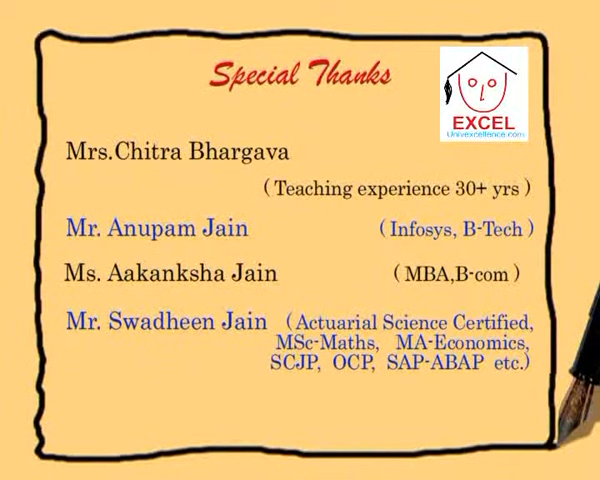 Special Thanks
EXCEL
Univexcellence.com
Mrs.Chitra Bhargava
( Teaching experience 30+ yrs )
Mr. Anupam Jain ( Infosys, B-Tech )
Ms. Aakanksha Jain ( MBA,B-com )
Mr. Swadheen Jain (Actuarial Science Certified,
MSc-Maths, MA-Economics,
SCJP, OCP, SAP-ABAP etc.)